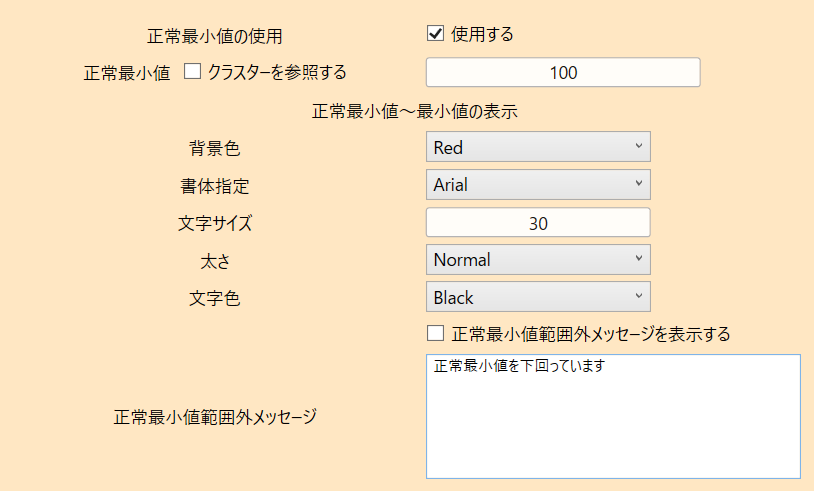 正常最小値の使用 使用する
正常最小値 クラスターを参照する 100
正常最小値～最小値の表示
背景色 Red
書体指定 Arial
文字サイズ 30
太さ Normal
文字色 Black
正常最小値範囲外メッセージを表示する
正常最小値を下回っています
正常最小値範囲外メッセージ